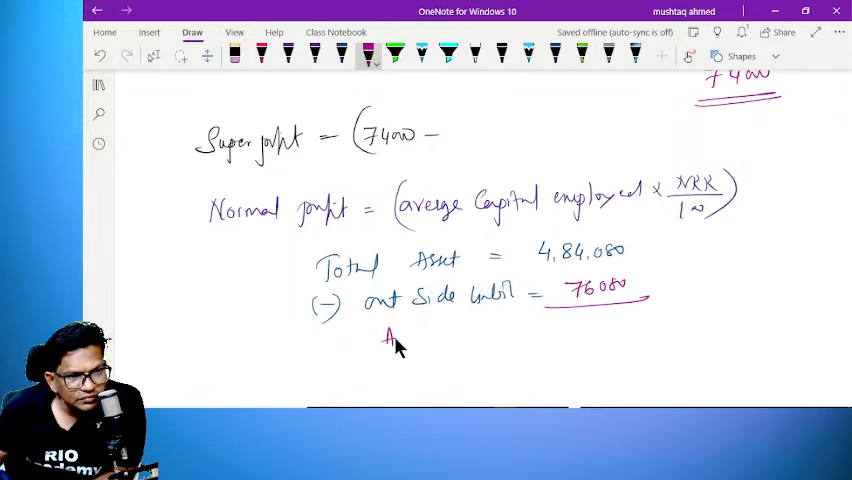 OneNote for Windows 10
mushtaq ahmed
Home Insert Draw View Help Class Notebook
Saved offline (auto-sync is off)
Share
Shapes
7400
Super profit = (7400 -
Normal profit = (averge Capital employed × NRR / 100)
Total Asset = 4,84,080
(-) out side liabil = 76080
A
RIO
Academy